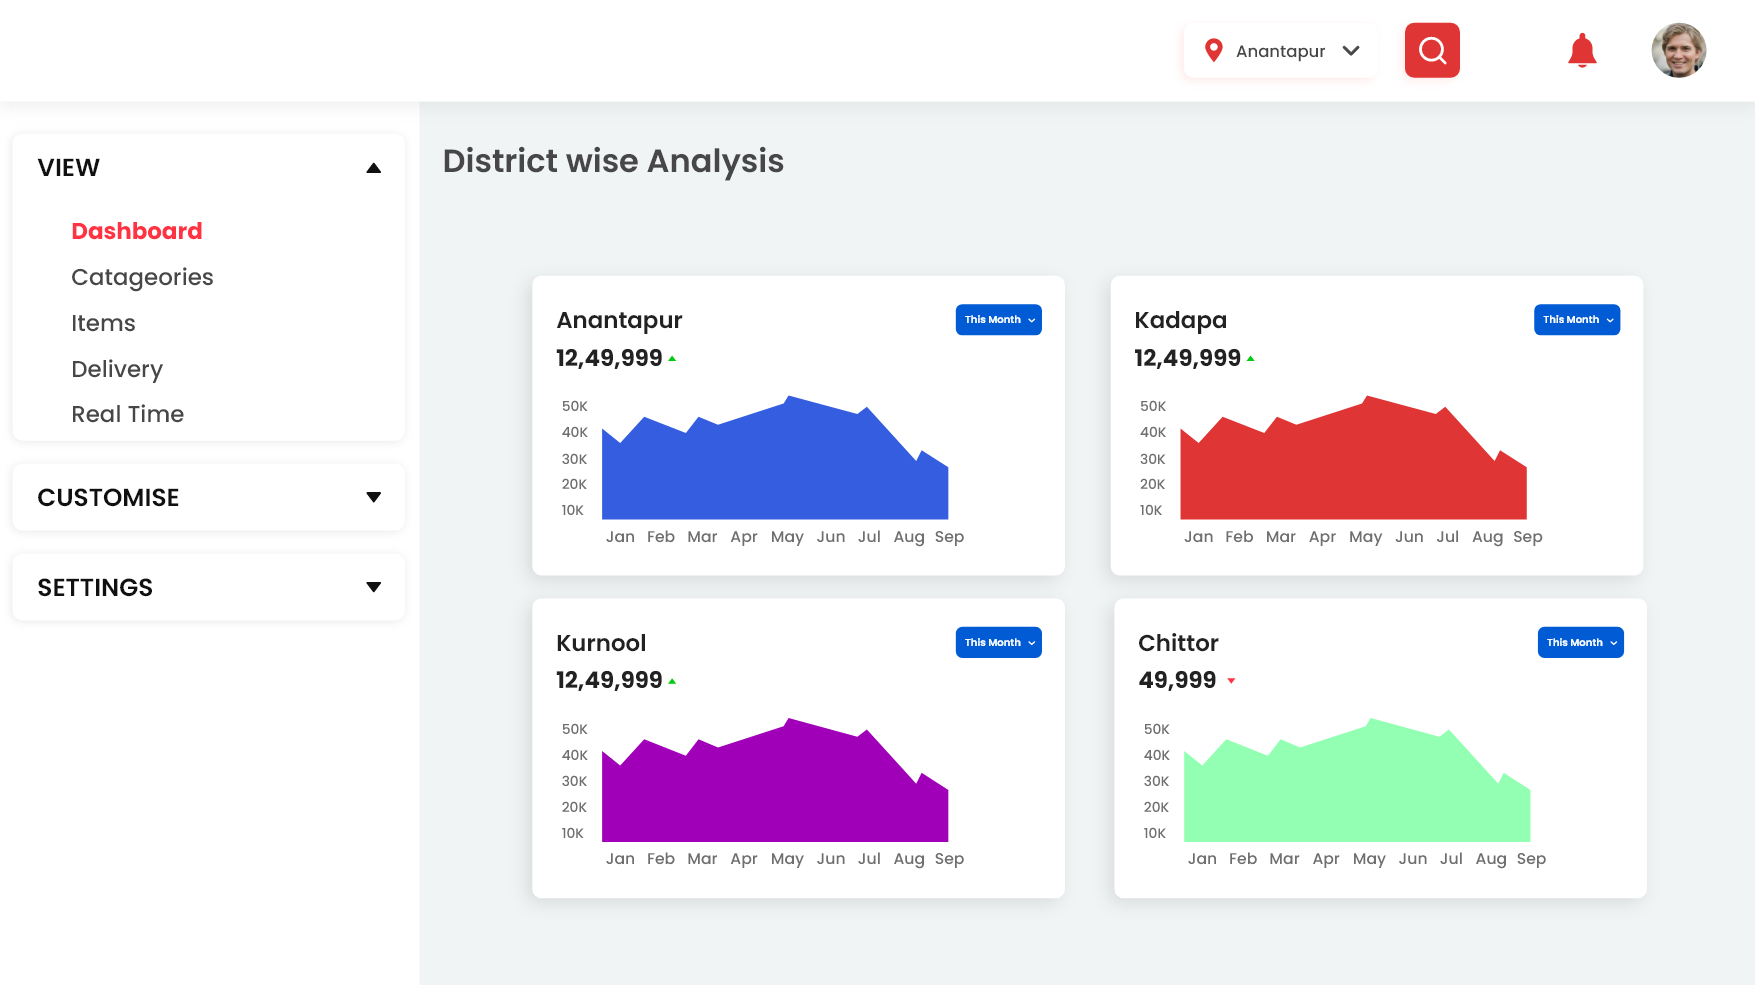 Anantapur
VIEW
Dashboard
Catageories
Items
Delivery
Real Time
CUSTOMISE
SETTINGS
District wise Analysis
Anantapur
This Month
12,49,999
50K
40K
30K
20K
10K
Jan Feb Mar Apr May Jun Jul Aug Sep
Kadapa
This Month
12,49,999
50K
40K
30K
20K
10K
Jan Feb Mar Apr May Jun Jul Aug Sep
Kurnool
This Month
12,49,999
50K
40K
30K
20K
10K
Jan Feb Mar Apr May Jun Jul Aug Sep
Chittor
This Month
49,999
50K
40K
30K
20K
10K
Jan Feb Mar Apr May Jun Jul Aug Sep